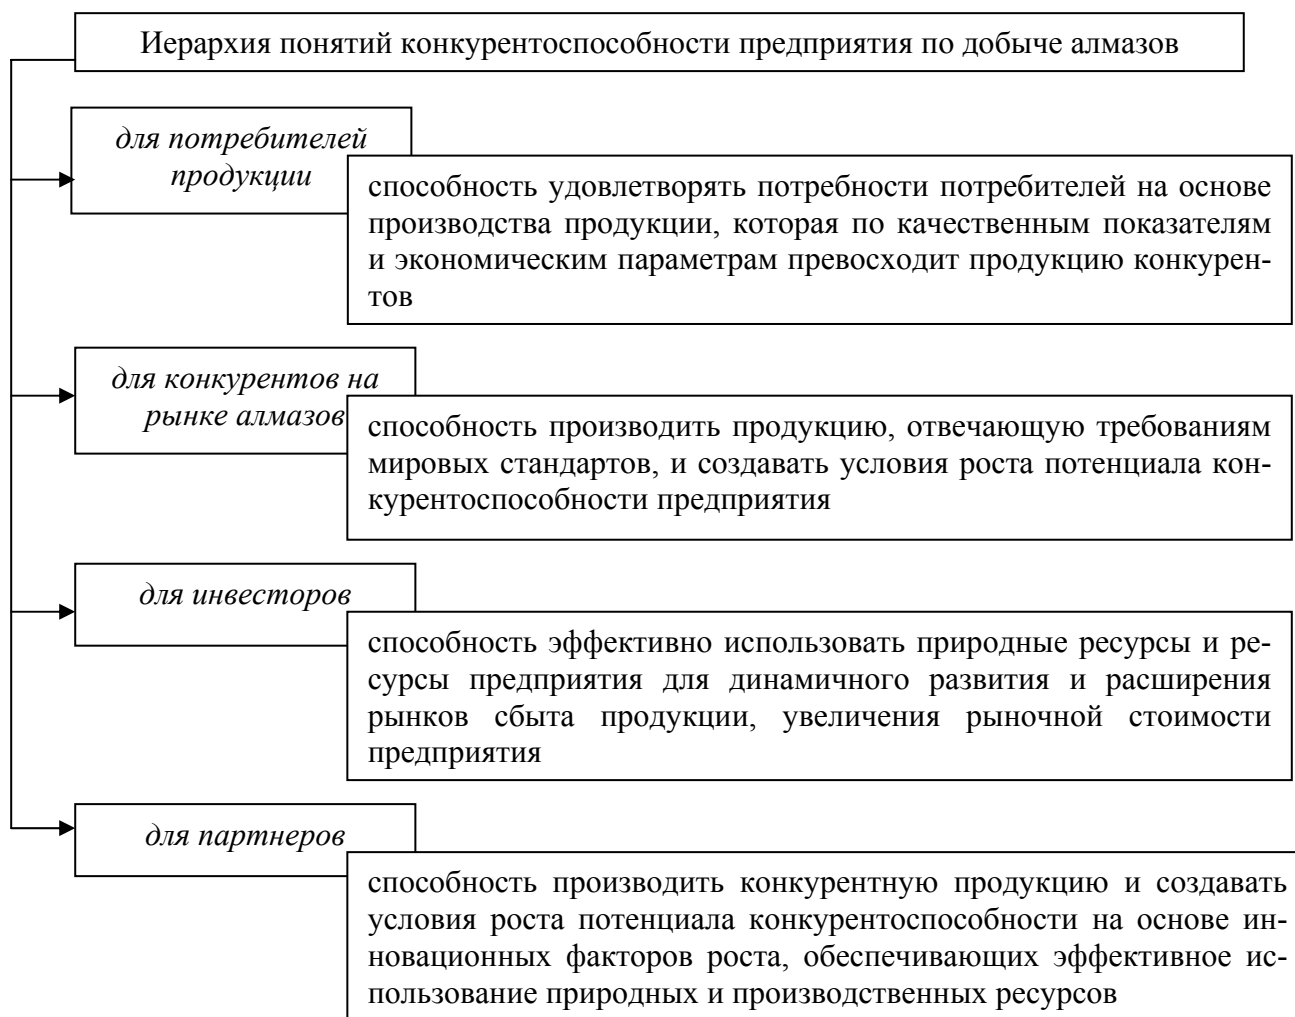 Иерархия понятий конкурентоспособности предприятия по добыче алмазов
для потребителей
продукции
способность удовлетворять потребности потребителей на основе
производства продукции, которая по качественным показателям
и экономическим параметрам превосходит продукцию конкурен-
тов
для конкурентов на
рынке алмазов
способность производить продукцию, отвечающую требованиям
мировых стандартов, и создавать условия роста потенциала кон-
курентоспособности предприятия
для инвесторов
способность эффективно использовать природные ресурсы и ре-
сурсы предприятия для динамичного развития и расширения
рынков сбыта продукции, увеличения рыночной стоимости
предприятия
для партнеров
способность производить конкурентную продукцию и создавать
условия роста потенциала конкурентоспособности на основе ин-
новационных факторов роста, обеспечивающих эффективное ис-
пользование природных и производственных ресурсов